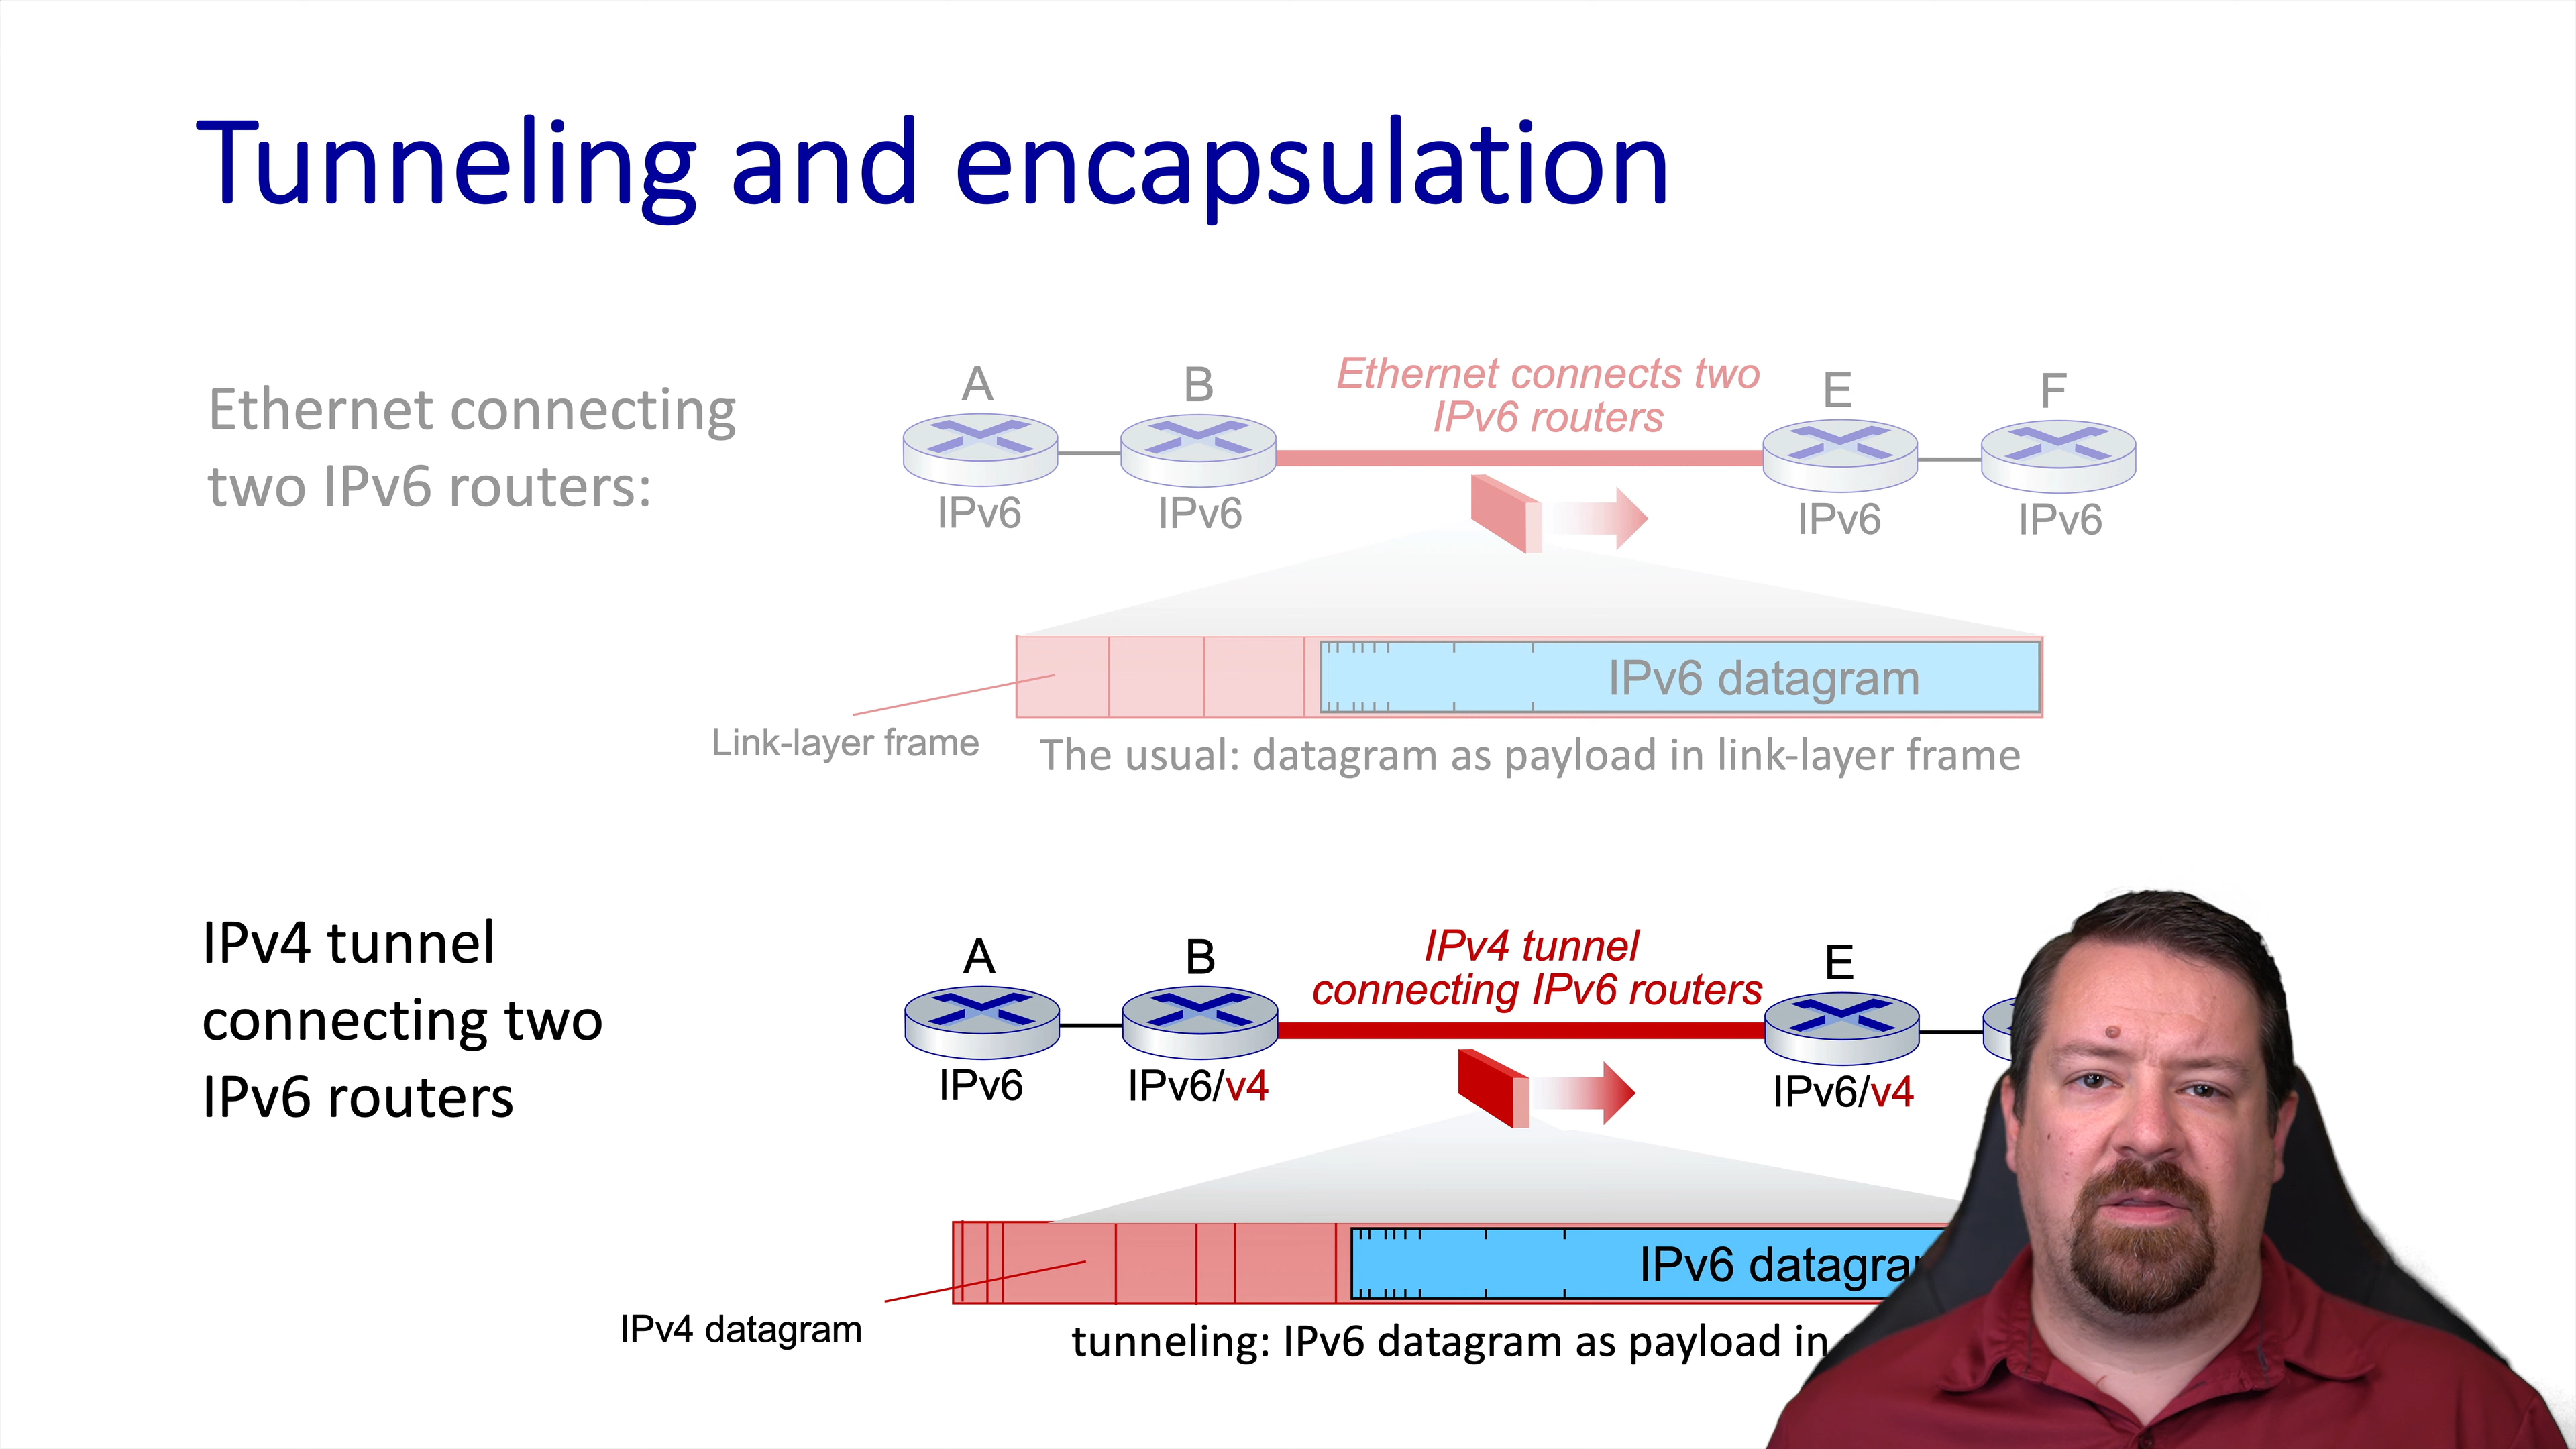 Tunneling and encapsulation
Ethernet connecting
two IPv6 routers:
A
B
Ethernet connects two
IPv6 routers
E
F
IPv6
IPv6
IPv6
IPv6
IPv6 datagram
Link-layer frame
The usual: datagram as payload in link-layer frame
IPv4 tunnel
connecting two
IPv6 routers
A
B
IPv4 tunnel
connecting IPv6 routers
E
IPv6
IPv6/v4
IPv6/v4
IPv6
IPv4 datagram
tunneling: IPv6 datagram as payload in